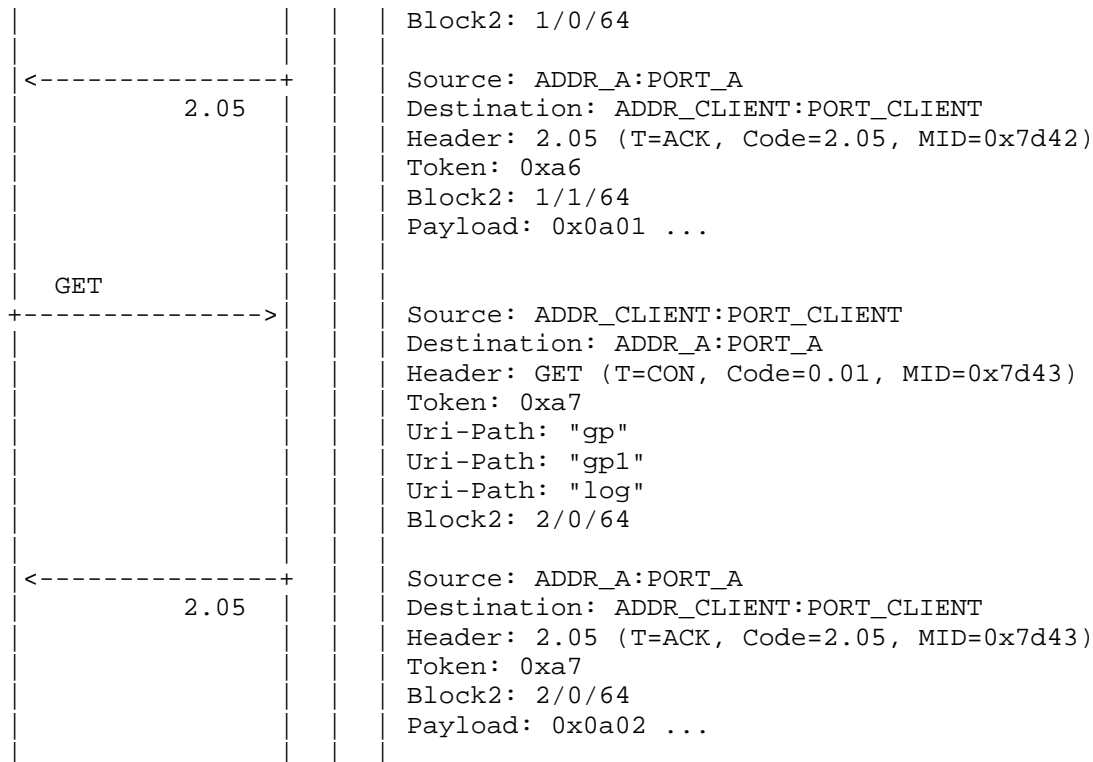 Block2: 1/0/64
Source: ADDR_A:PORT_A
2.05 Destination: ADDR_CLIENT:PORT_CLIENT
Header: 2.05 (T=ACK, Code=2.05, MID=0x7d42)
Token: 0xa6
Block2: 1/1/64
Payload: 0x0a01 ...
GET
Source: ADDR_CLIENT:PORT_CLIENT
Destination: ADDR_A:PORT_A
Header: GET (T=CON, Code=0.01, MID=0x7d43)
Token: 0xa7
Uri-Path: "gp"
Uri-Path: "gp1"
Uri-Path: "log"
Block2: 2/0/64
Source: ADDR_A:PORT_A
2.05 Destination: ADDR_CLIENT:PORT_CLIENT
Header: 2.05 (T=ACK, Code=2.05, MID=0x7d43)
Token: 0xa7
Block2: 2/0/64
Payload: 0x0a02 ...